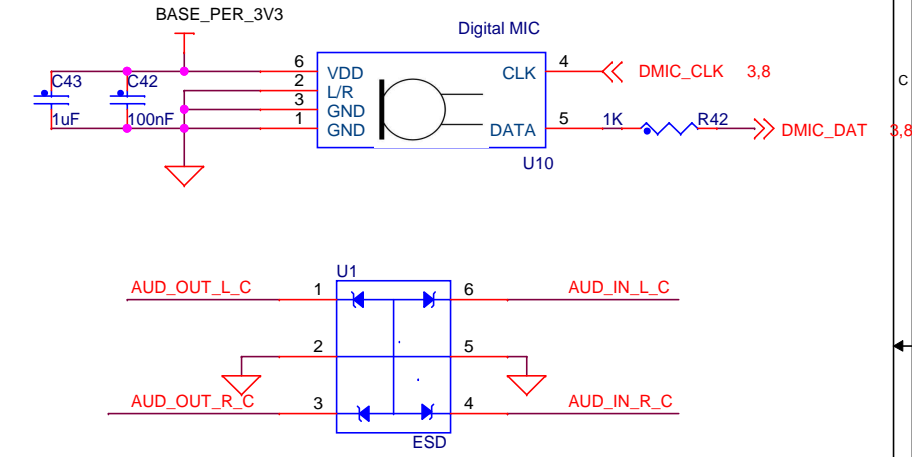 BASE_PER_3V3
Digital MIC
C43
C42
1uF
100nF
6
2
3
1
VDD
L/R
GND
GND
CLK
DATA
4
5
DMIC_CLK 3,8
1K
R42
DMIC_DAT 3,8
U10
C
U1
AUD_OUT_L_C
1
6
AUD_IN_L_C
2
5
AUD_OUT_R_C
3
4
AUD_IN_R_C
ESD